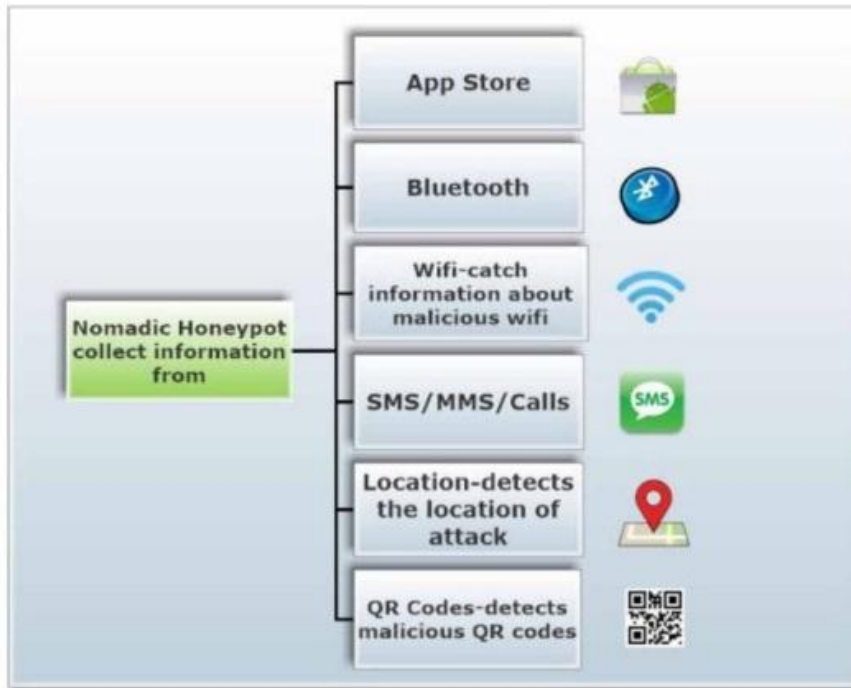 App Store
Bluetooth
Wifi-catch
information about
malicious wifi
Nomadic Honeypot
collect information
from
SMS/MMS/Calls
SMS
Location-detects
the location of
attack
QR Codes-detects
malicious QR codes